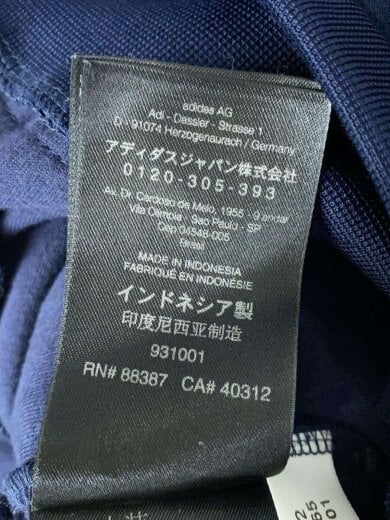 adidas AG
Adi - Dassler - Strasse 1
D - 91074 Herzogenaurach / Germany
アディダスジャパン株式会社
0120-305-393
Av. Dr. Cardoso de Melo, 1955 - 9 andar
Vila Olimpia - Sao Paulo - SP
Cep 04548-005
Brasil
MADE IN INDONESIA
FABRIQUÉ EN INDONÉSIE
インドネシア製
印度尼西亚制造
931001
RN# 88387 CA# 40312